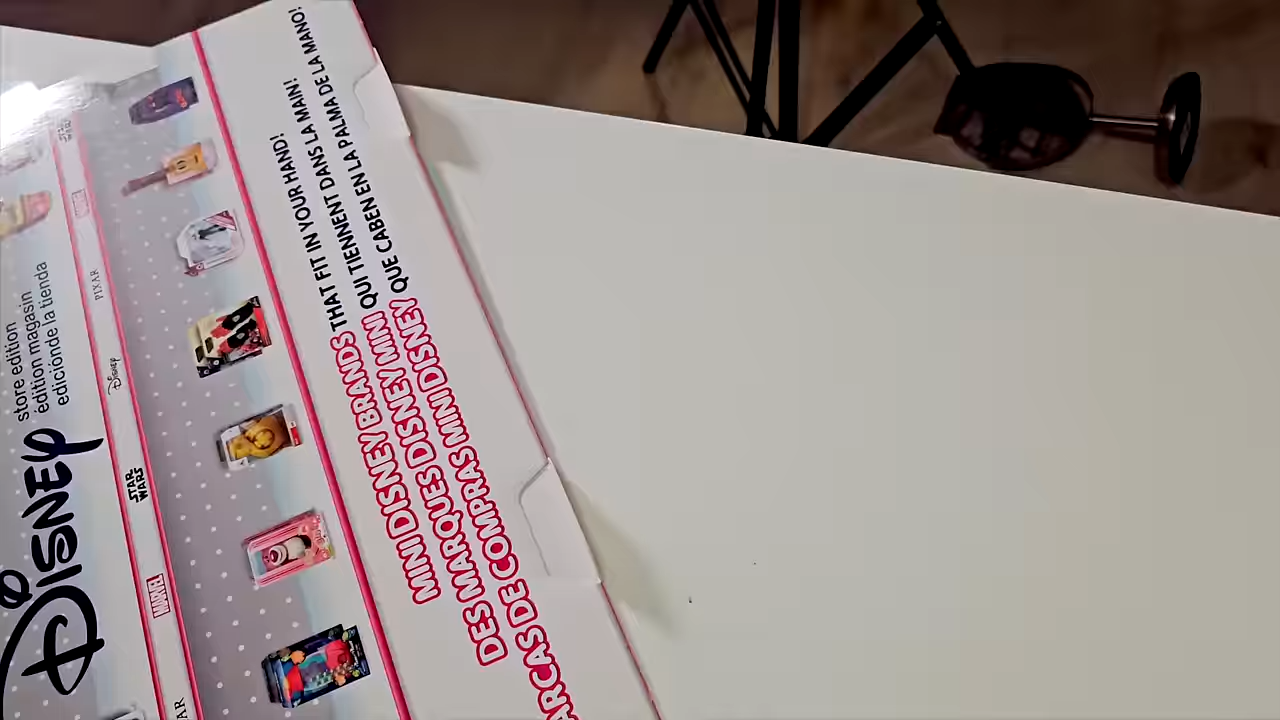 DISNEY
store edition
édition magasin
edición de la tienda
MARVEL
PIXAR
DISNEY
STAR WARS
MARVEL
MINI DISNEY BRANDS THAT FIT IN YOUR HAND!
DES MARQUES DISNEY MINI QUI TIENNENT DANS LA MAIN!
ARCAS DE COMPRAS MINI DISNEY QUE CABEN EN LA PALMA DE LA MANO!